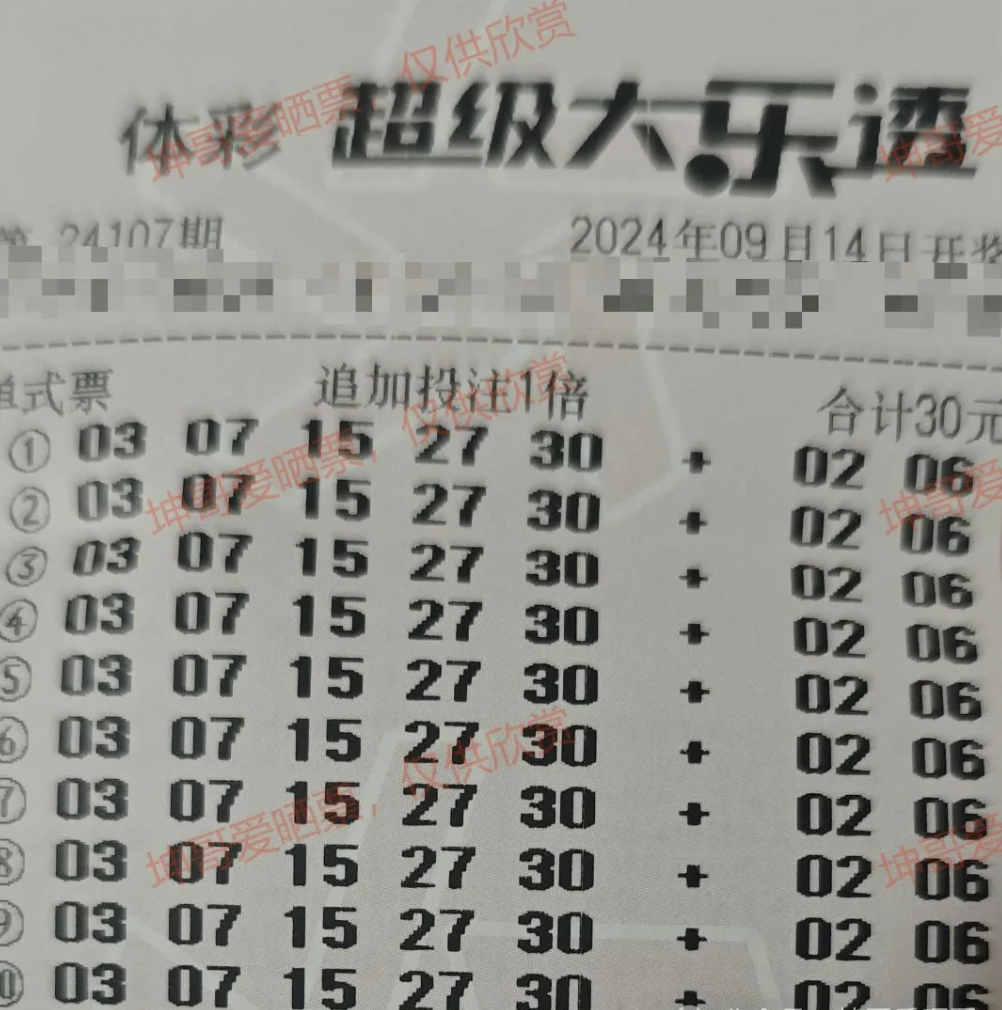 体彩 超级大乐透
第 24107期 2024年09月14日开奖
单式票 追加投注1倍 合计30元
① 03 07 15 27 30 + 02 06
② 03 07 15 27 30 + 02 06
③ 03 07 15 27 30 + 02 06
④ 03 07 15 27 30 + 02 06
⑤ 03 07 15 27 30 + 02 06
⑥ 03 07 15 27 30 + 02 06
⑦ 03 07 15 27 30 + 02 06
⑧ 03 07 15 27 30 + 02 06
⑨ 03 07 15 27 30 + 02 06
⑩ 03 07 15 27 30 + 02 06
坤哥爱晒票，仅供欣赏
坤哥爱
坤哥爱晒票，仅供欣赏
坤哥爱
坤哥爱晒票，仅供欣赏
坤哥爱